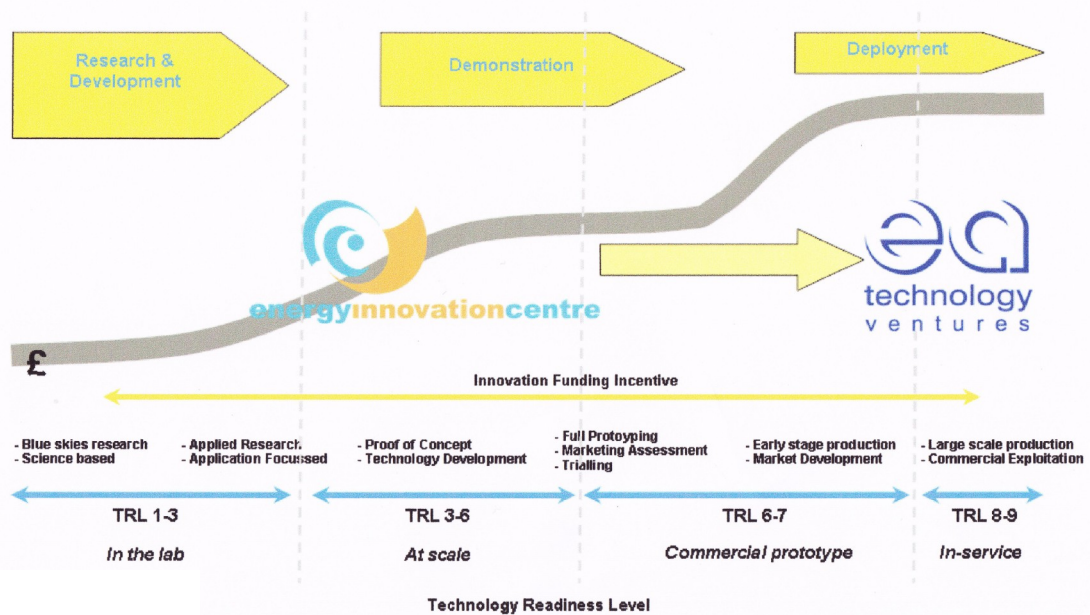 Research &
Development
Demonstration
Deployment
energyinnovationcentre
ea
technology
ventures
£
Innovation Funding Incentive
- Blue skies research
- Science based
- Applied Research
- Application Focussed
- Proof of Concept
- Technology Development
- Full Protoyping
- Marketing Assessment
- Trialling
- Early stage production
- Market Development
- Large scale production
- Commercial Exploitation
TRL 1-3
TRL 3-6
TRL 6-7
TRL 8-9
In the lab
At scale
Commercial prototype
In-service
Technology Readiness Level